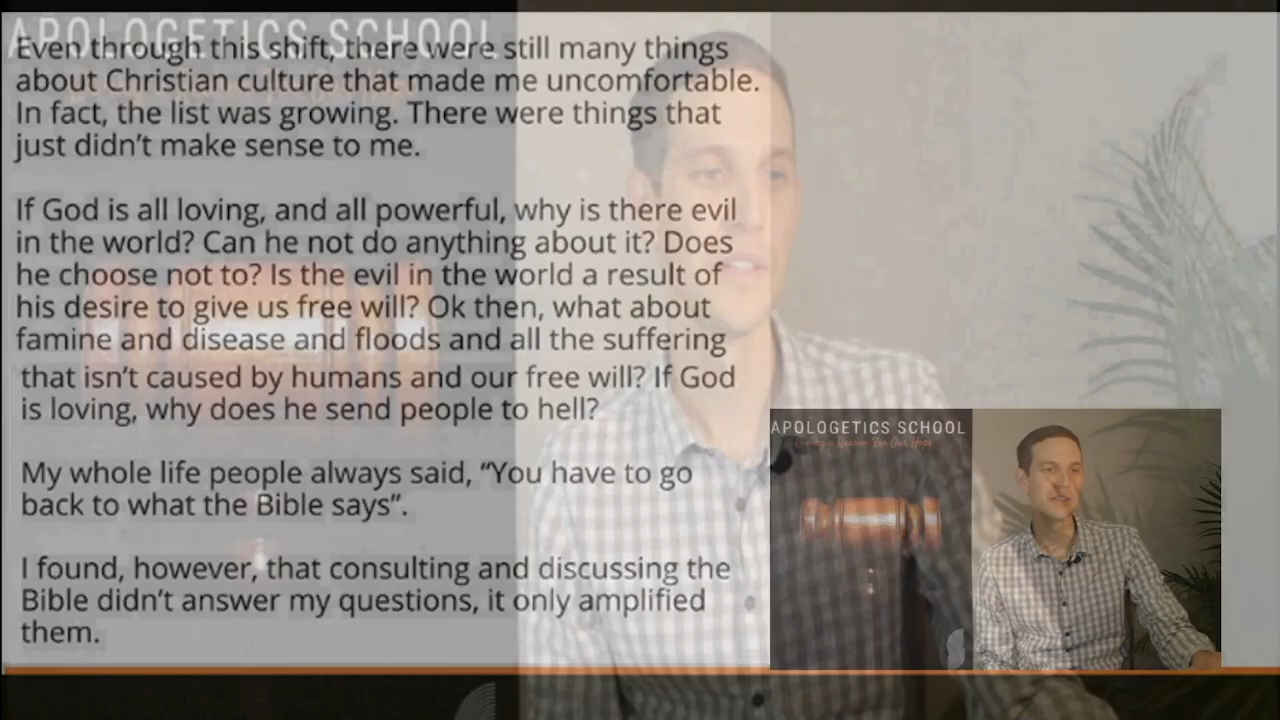 APOLOGETICS SCHOOL
Even through this shift, there were still many things
about Christian culture that made me uncomfortable.
In fact, the list was growing. There were things that
just didn’t make sense to me.
If God is all loving, and all powerful, why is there evil
in the world? Can he not do anything about it? Does
he choose not to? Is the evil in the world a result of
his desire to give us free will? Ok then, what about
famine and disease and floods and all the suffering
that isn’t caused by humans and our free will? If God
is loving, why does he send people to hell?
My whole life people always said, “You have to go
back to what the Bible says”.
I found, however, that consulting and discussing the
Bible didn’t answer my questions, it only amplified
them.
APOLOGETICS SCHOOL
Giving a Reason For Our Hope